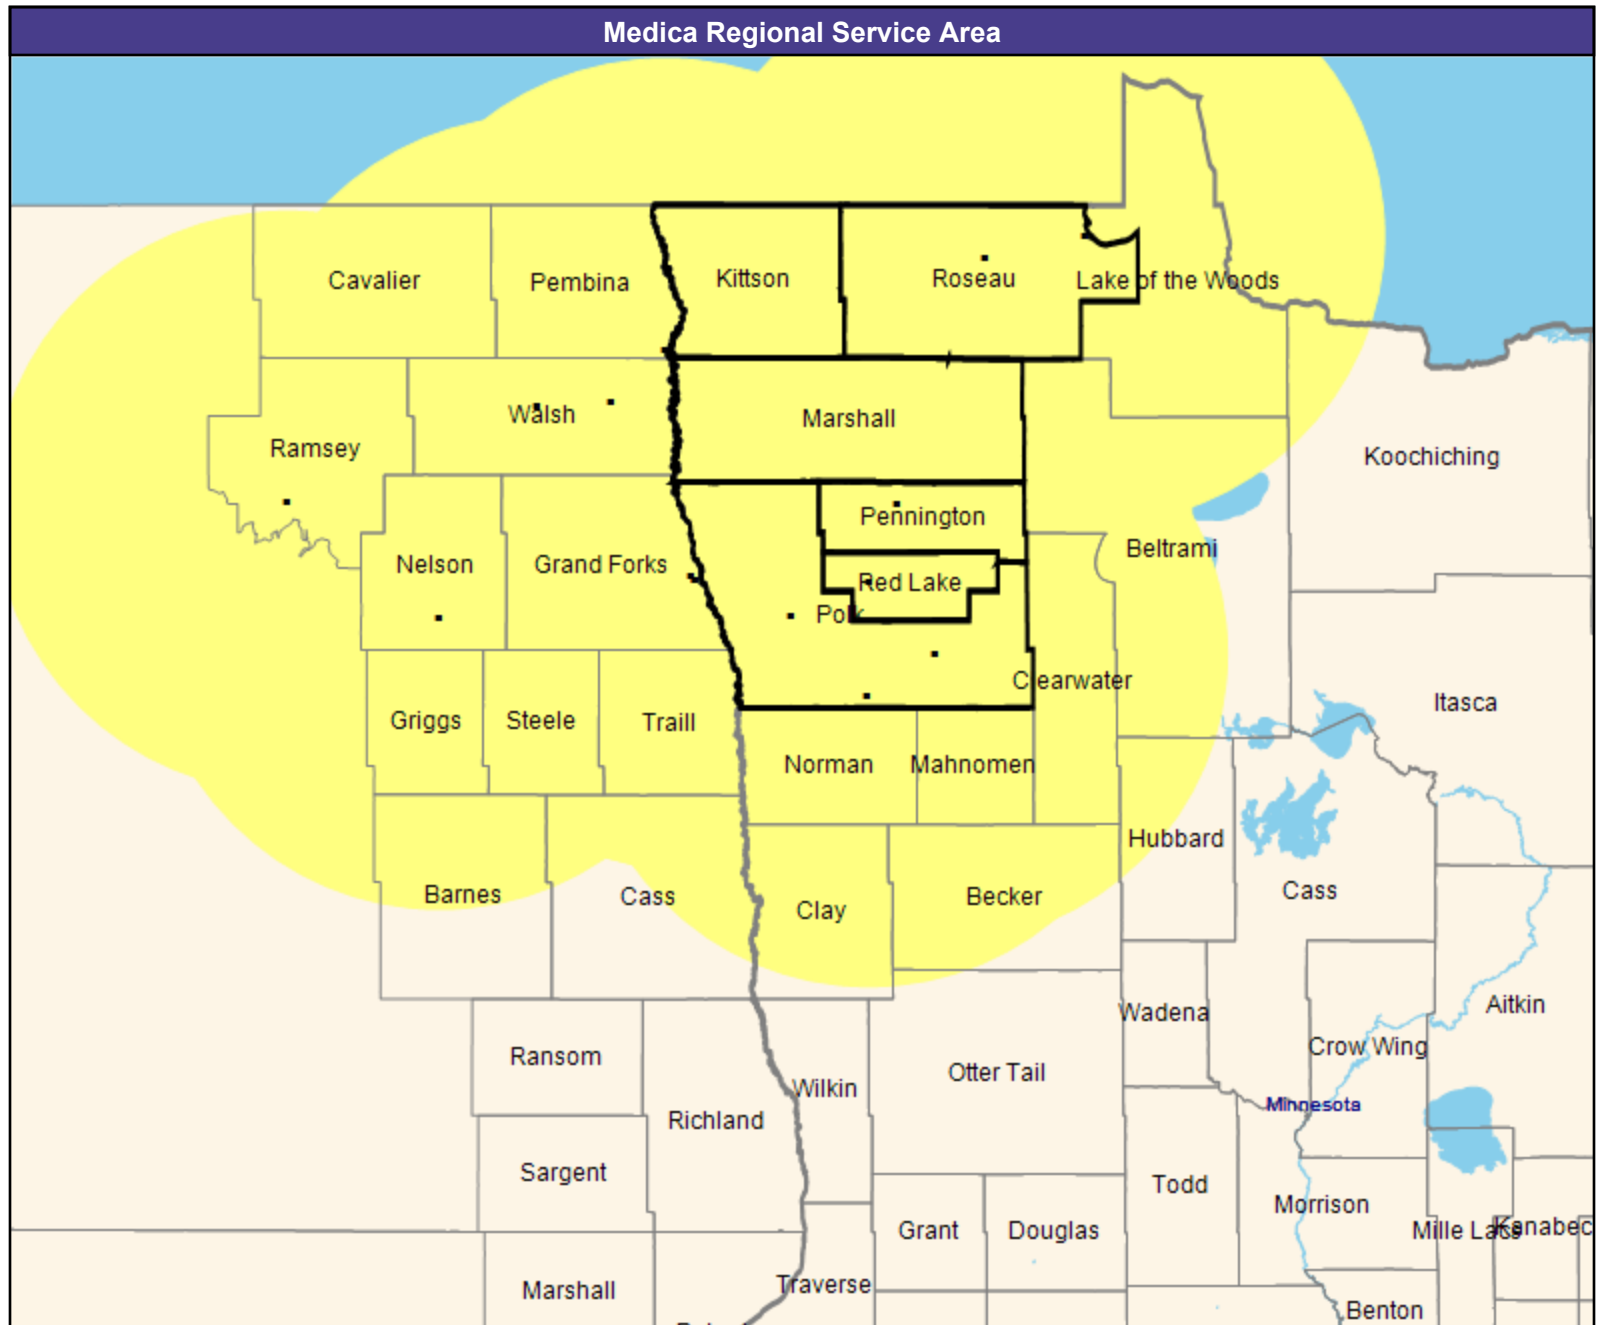 Medica Regional Service Area
Cavalier
Pembina
Kittson
Roseau
Lake of the Woods
Walsh
Marshall
Ramsey
Koochiching
Pennington
Beltrami
Nelson
Grand Forks
Red Lake
Polk
Clearwater
Itasca
Griggs
Steele
Traill
Norman
Mahnomen
Hubbard
Barnes
Cass
Clay
Becker
Cass
Wadena
Aitkin
Crow Wing
Ransom
Otter Tail
Wilkin
Minnesota
Richland
Sargent
Todd
Morrison
Grant
Douglas
Mille Lacs
Kanabec
Marshall
Traverse
Benton